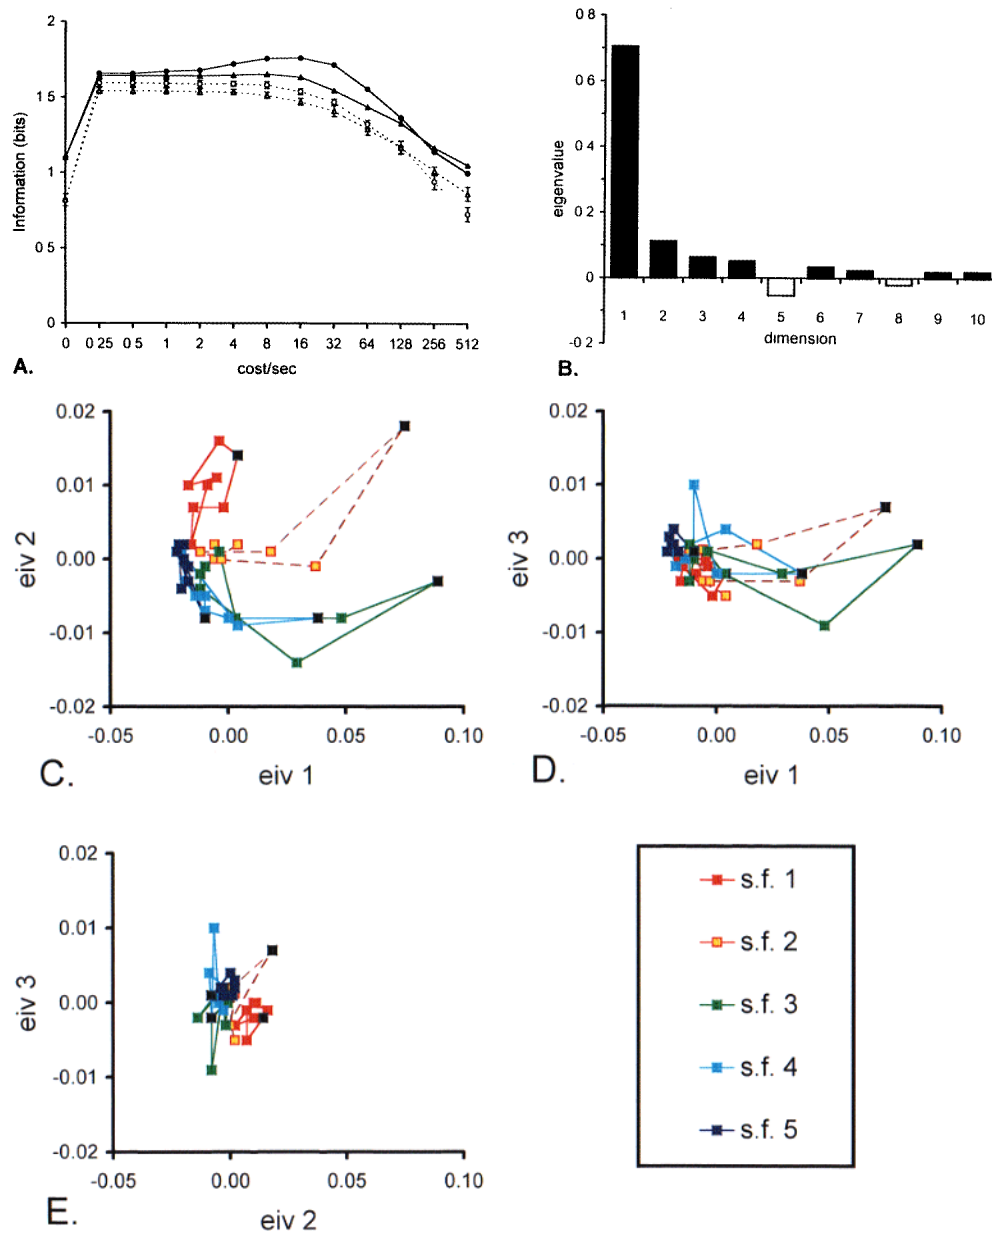 2
1 5
1
0 5
0
Information (bits)
0 0 25 0 5 1 2 4 8 16 32 64 128 256 512
cost/sec
A.
0 8
0 6
0 4
0 2
0
-0 2
eigenvalue
1 2 3 4 5 6 7 8 9 10
dimension
B.
0.02
0.01
0.00
-0.01
-0.02
eiv 2
-0.05 0.00 0.05 0.10
eiv 1
C.
0.02
0.01
0.00
-0.01
-0.02
eiv 3
-0.05 0.00 0.05 0.10
eiv 1
D.
0.02
0.01
0.00
-0.01
-0.02
eiv 3
-0.05 0.00 0.05 0.10
eiv 2
E.
s.f. 1
s.f. 2
s.f. 3
s.f. 4
s.f. 5